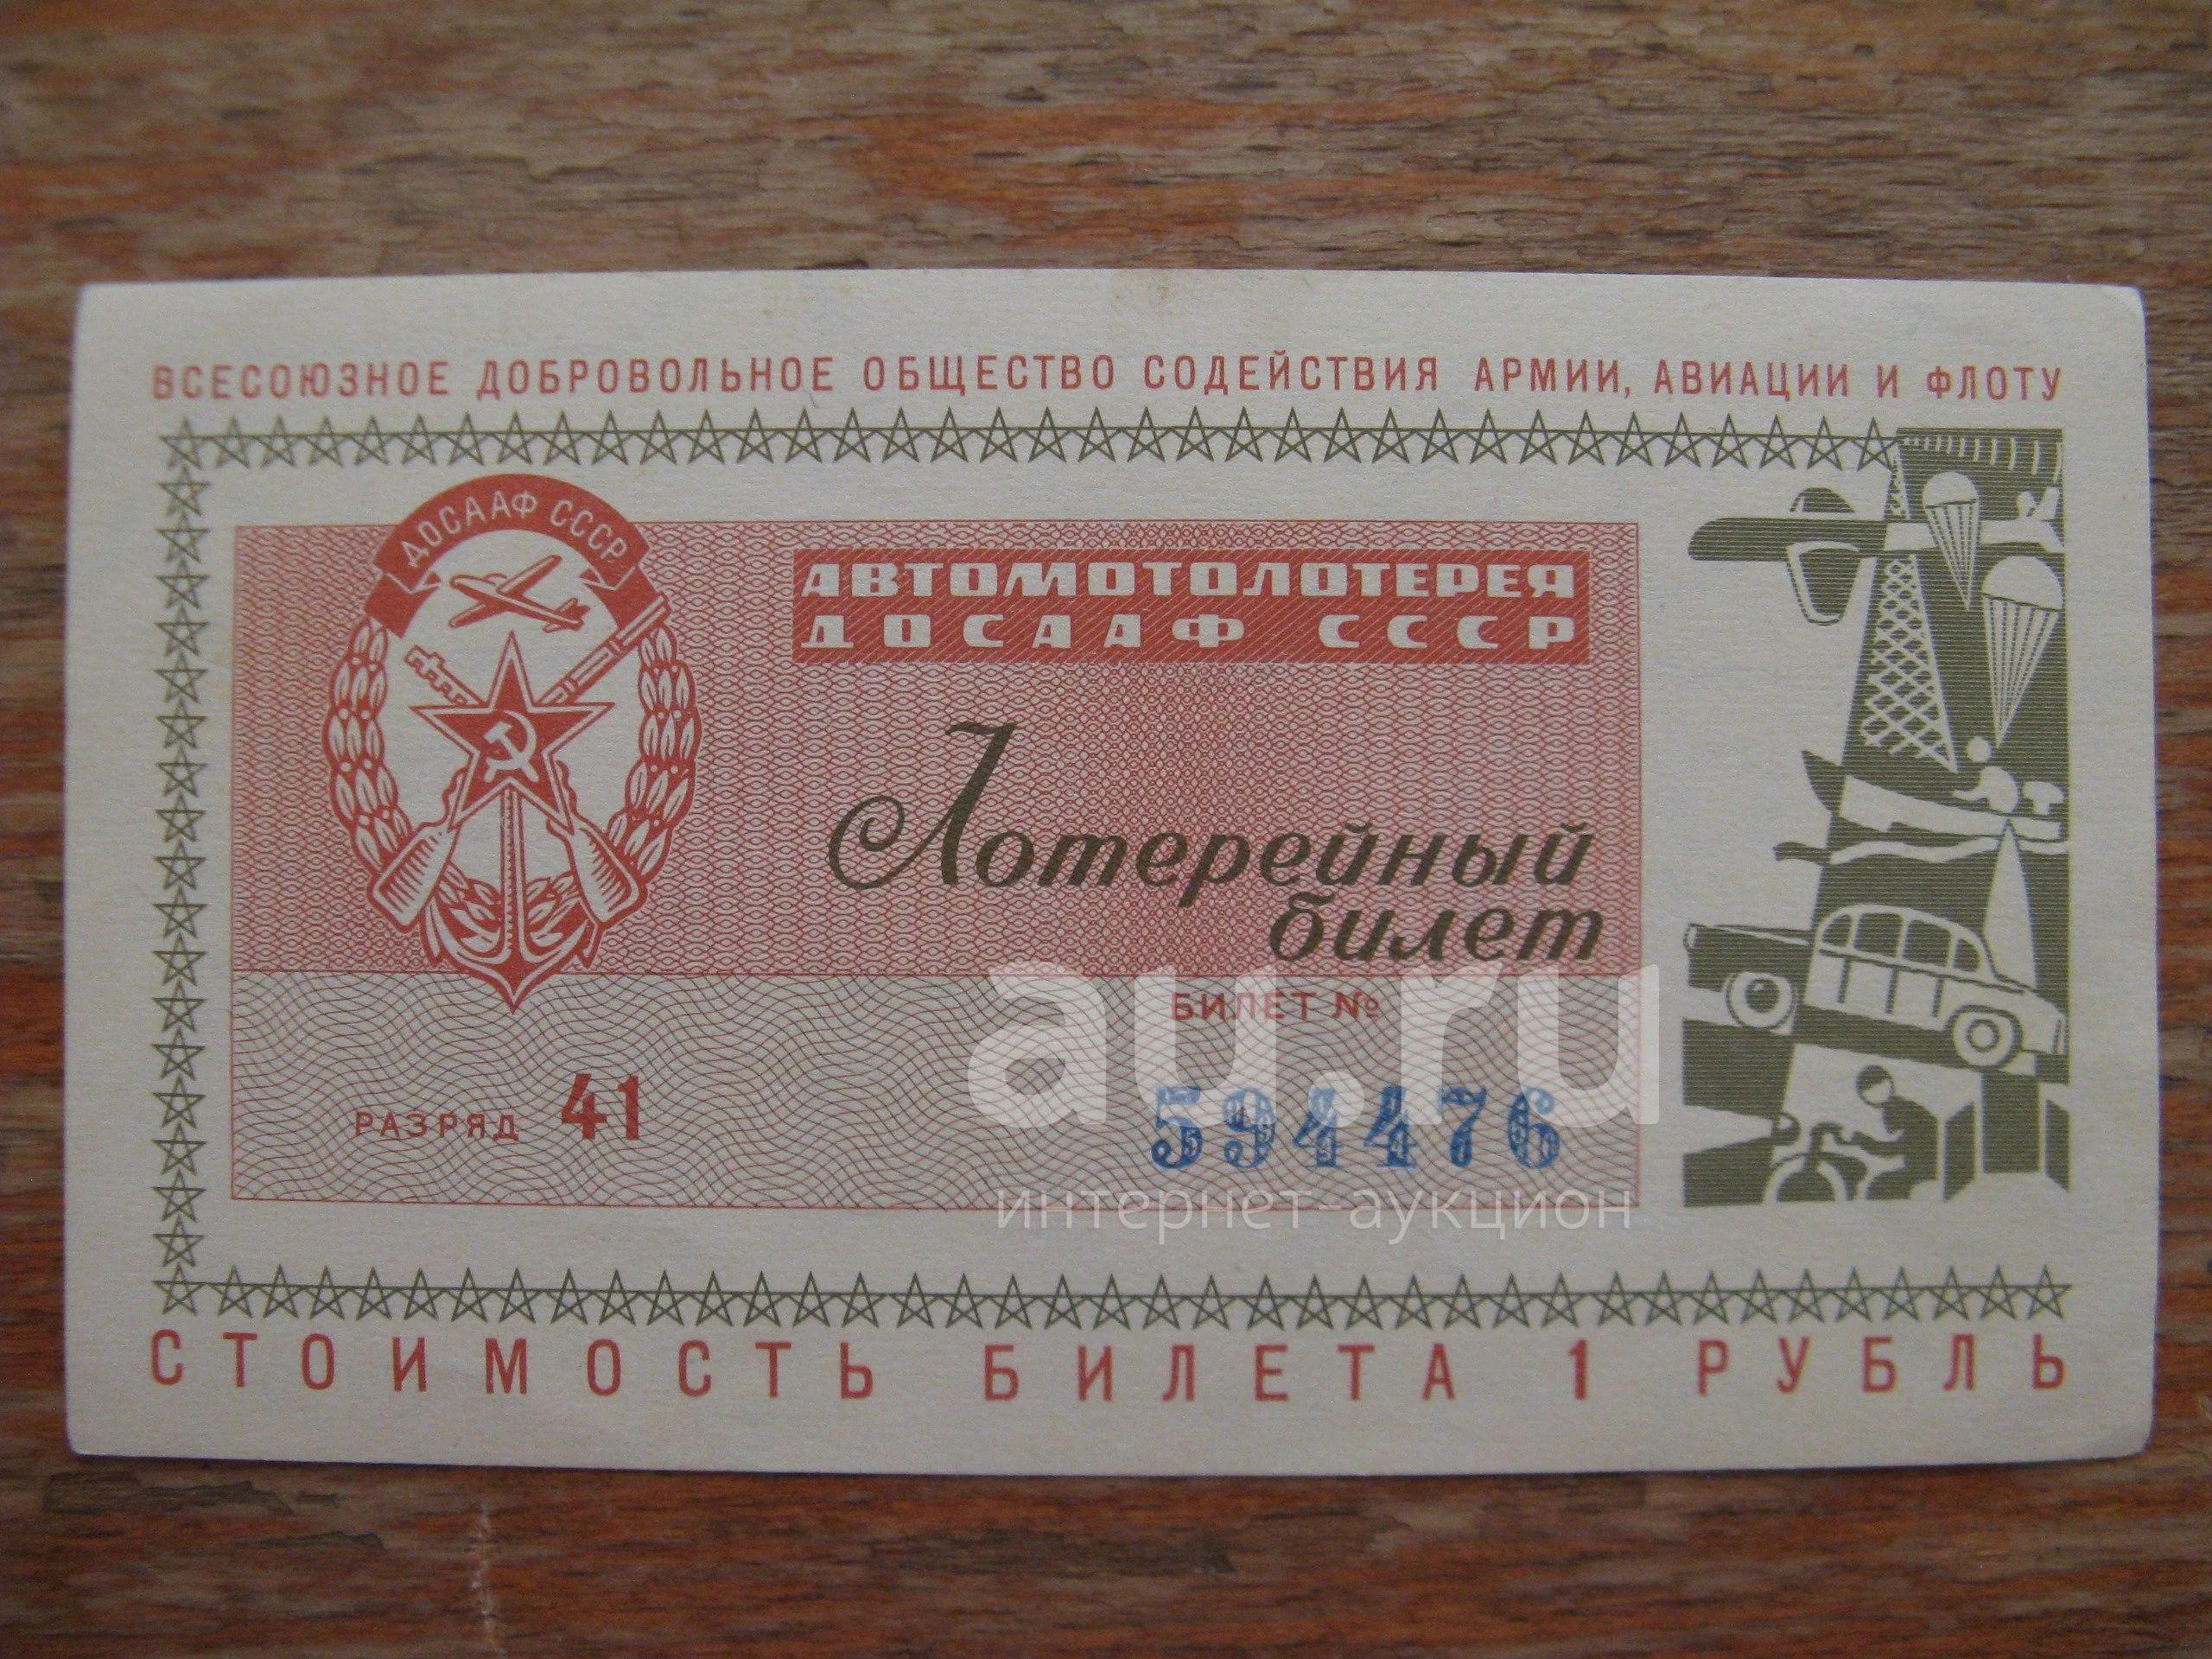 ВСЕСОЮЗНОЕ ДОБРОВОЛЬНОЕ ОБЩЕСТВО СОДЕЙСТВИЯ АРМИИ, АВИАЦИИ И ФЛОТУ
ДОСААФ СССР
АВТОМОТОЛОТЕРЕЯ
ДОСААФ СССР
Лотерейный
билет
БИЛЕТ №
au.ru
РАЗРЯД 41
594476
интернет-аукцион
СТОИМОСТЬ БИЛЕТА 1 РУБЛЬ